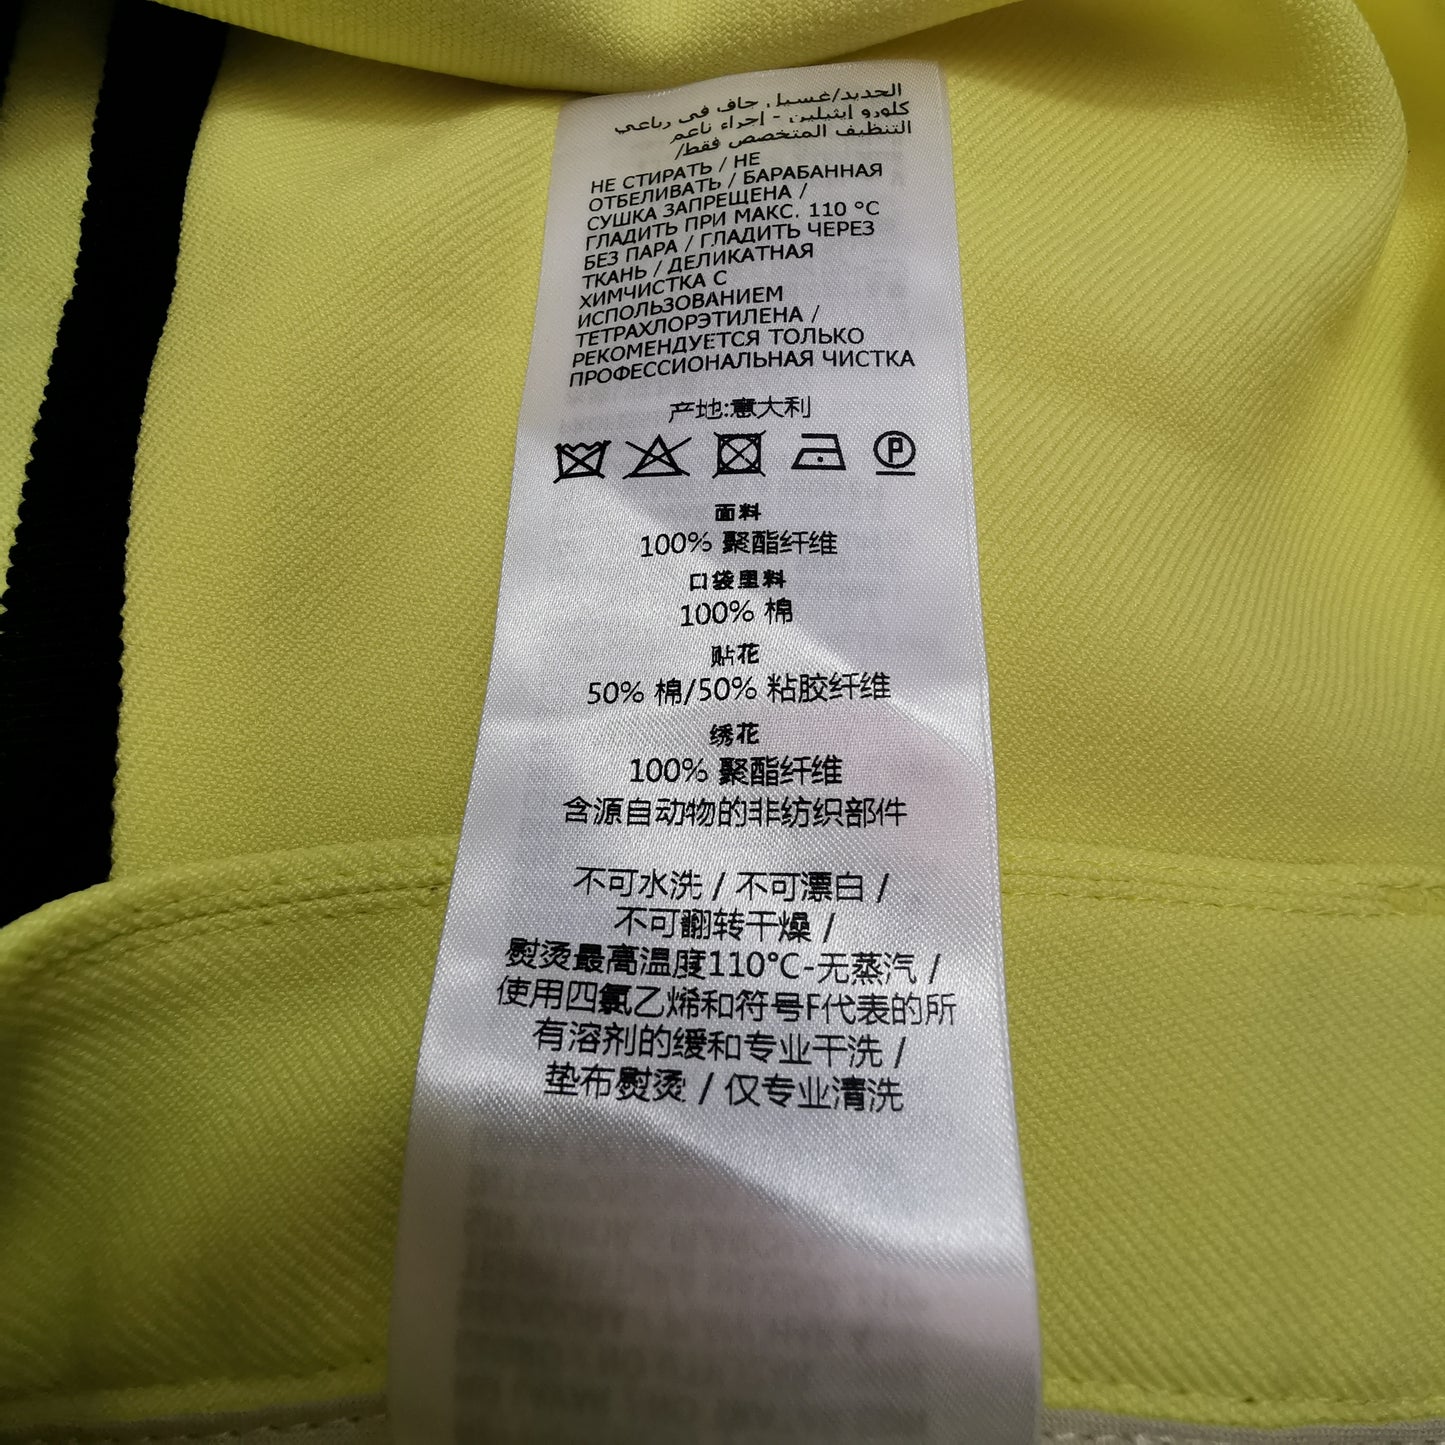 الحديد/غسيل جاف في رباعي
كلورو إيثيلين - إجراء ناعم
التنظيف المتخصص فقط/
НЕ СТИРАТЬ / НЕ
ОТБЕЛИВАТЬ / БАРАБАННАЯ
СУШКА ЗАПРЕЩЕНА /
ГЛАДИТЬ ПРИ МАКС. 110 °C
БЕЗ ПАРА / ГЛАДИТЬ ЧЕРЕЗ
ТКАНЬ / ДЕЛИКАТНАЯ
ХИМЧИСТКА С
ИСПОЛЬЗОВАНИЕМ
ТЕТРАХЛОРЭТИЛЕНА /
РЕКОМЕНДУЕТСЯ ТОЛЬКО
ПРОФЕССИОНАЛЬНАЯ ЧИСТКА
产地:意大利
P
面料
100% 聚酯纤维
口袋里料
100% 棉
贴花
50% 棉/50% 粘胶纤维
绣花
100% 聚酯纤维
含源自动物的非纺织部件
不可水洗 / 不可漂白 /
不可翻转干燥 /
熨烫最高温度110°C-无蒸汽 /
使用四氯乙烯和符号F代表的所
有溶剂的缓和专业干洗 /
垫布熨烫 / 仅专业清洗